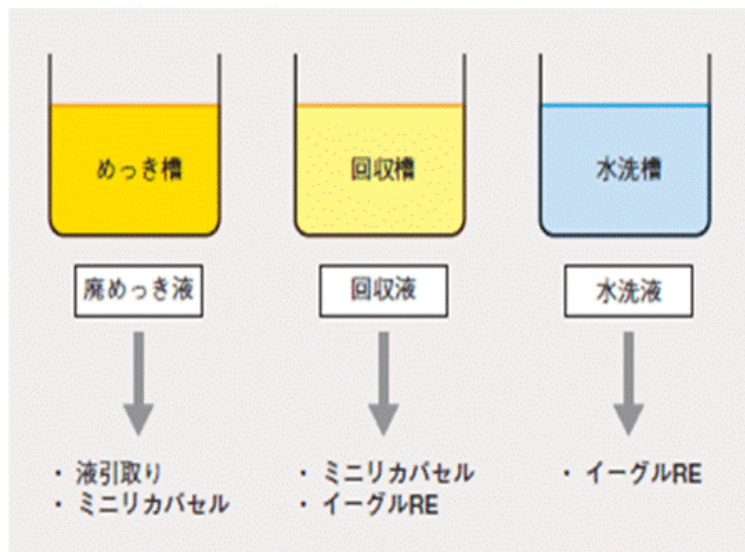 めっき槽
回収槽
水洗槽
廃めっき液
回収液
水洗液
・ 液引取り
・ ミニリカバセル
・ ミニリカバセル
・ イーグルRE
・ イーグルRE